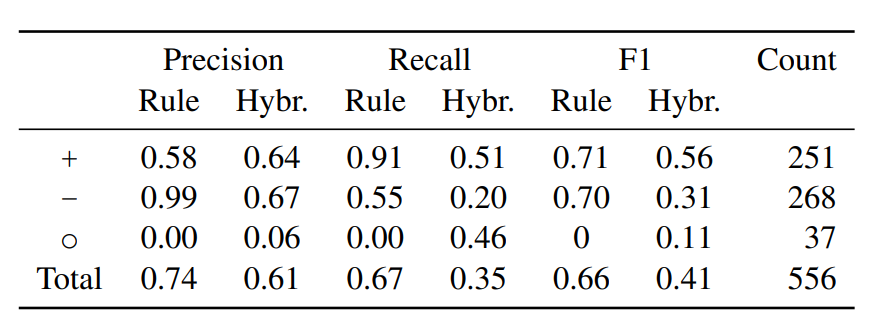 Precision Recall F1 Count
Rule Hybr. Rule Hybr. Rule Hybr.
+ 0.58 0.64 0.91 0.51 0.71 0.56 251
− 0.99 0.67 0.55 0.20 0.70 0.31 268
○ 0.00 0.06 0.00 0.46 0 0.11 37
Total 0.74 0.61 0.67 0.35 0.66 0.41 556